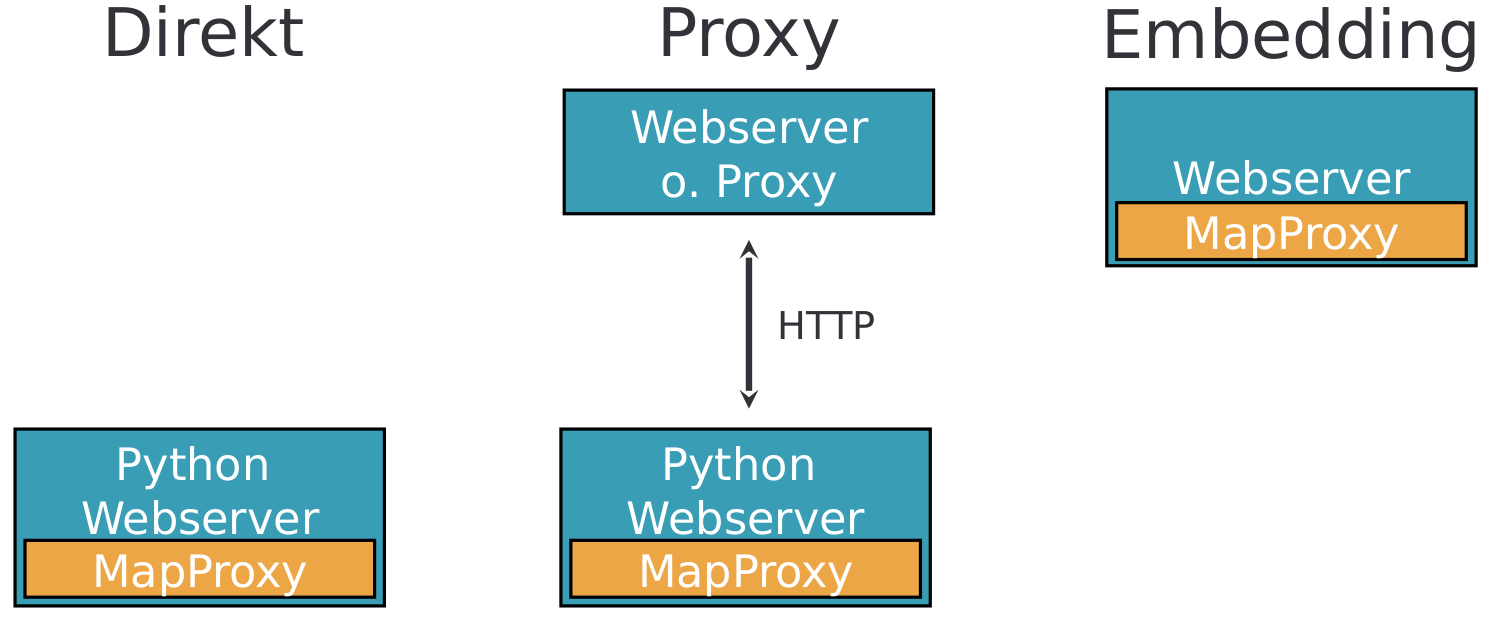 Direkt
Python
Webserver
MapProxy
Proxy
Webserver
o. Proxy
HTTP
Python
Webserver
MapProxy
Embedding
Webserver
MapProxy